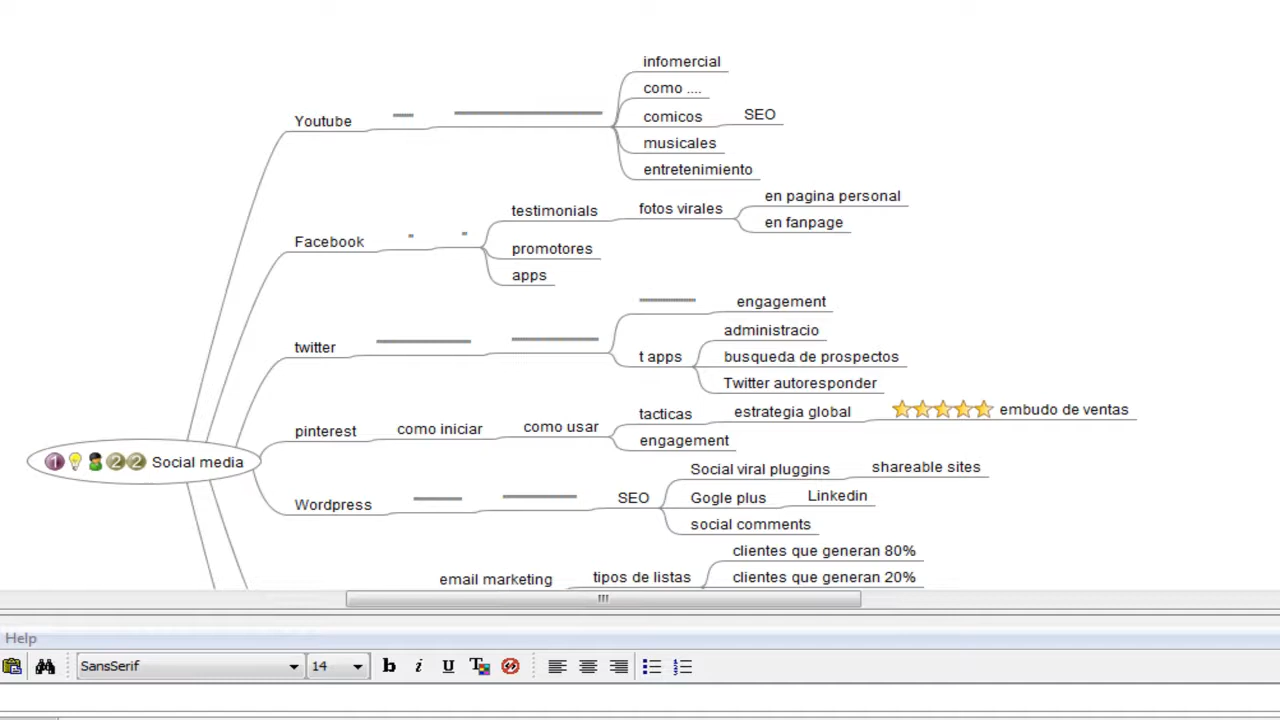 infomercial
como ....
Youtube
comicos
SEO
musicales
entretenimiento
Facebook
testimonials
fotos virales
en pagina personal
en fanpage
promotores
apps
twitter
engagement
t apps
administracio
busqueda de prospectos
Twitter autoresponder
pinterest
como iniciar
como usar
tacticas
estrategia global
embudo de ventas
engagement
1 2 2 Social media
Wordpress
SEO
Social viral pluggins
shareable sites
Gogle plus
Linkedin
social comments
email marketing
tipos de listas
clientes que generan 80%
clientes que generan 20%
Help
SansSerif 14 b i U T